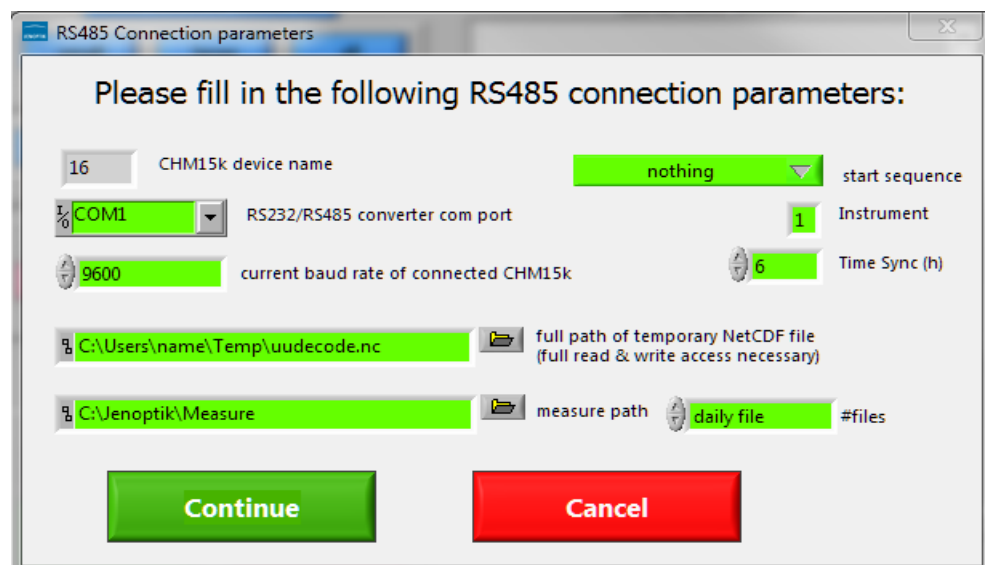 RS485 Connection parameters
Please fill in the following RS485 connection parameters:
16 CHM15k device name
nothing start sequence
COM1 RS232/RS485 converter com port
1 Instrument
9600 current baud rate of connected CHM15k
6 Time Sync (h)
C:\Users\name\Temp\uudecode.nc
full path of temporary NetCDF file
(full read & write access necessary)
C:\Jenoptik\Measure measure path daily file #files
Continue Cancel